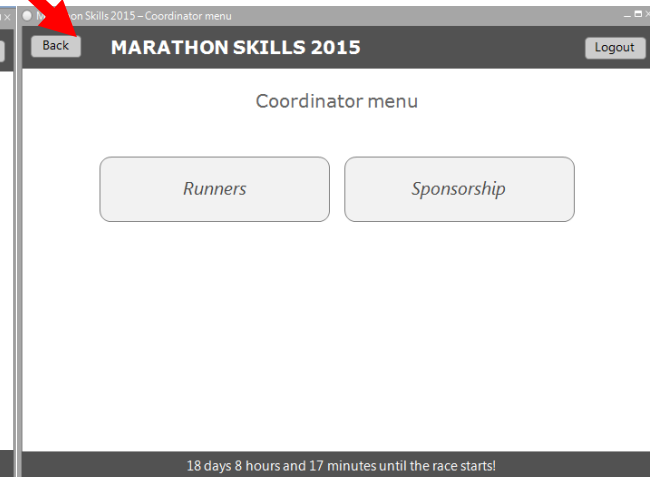 Skills 2015 – Coordinator menu
Back
MARATHON SKILLS 2015
Logout
Coordinator menu
Runners
Sponsorship
18 days 8 hours and 17 minutes until the race starts!